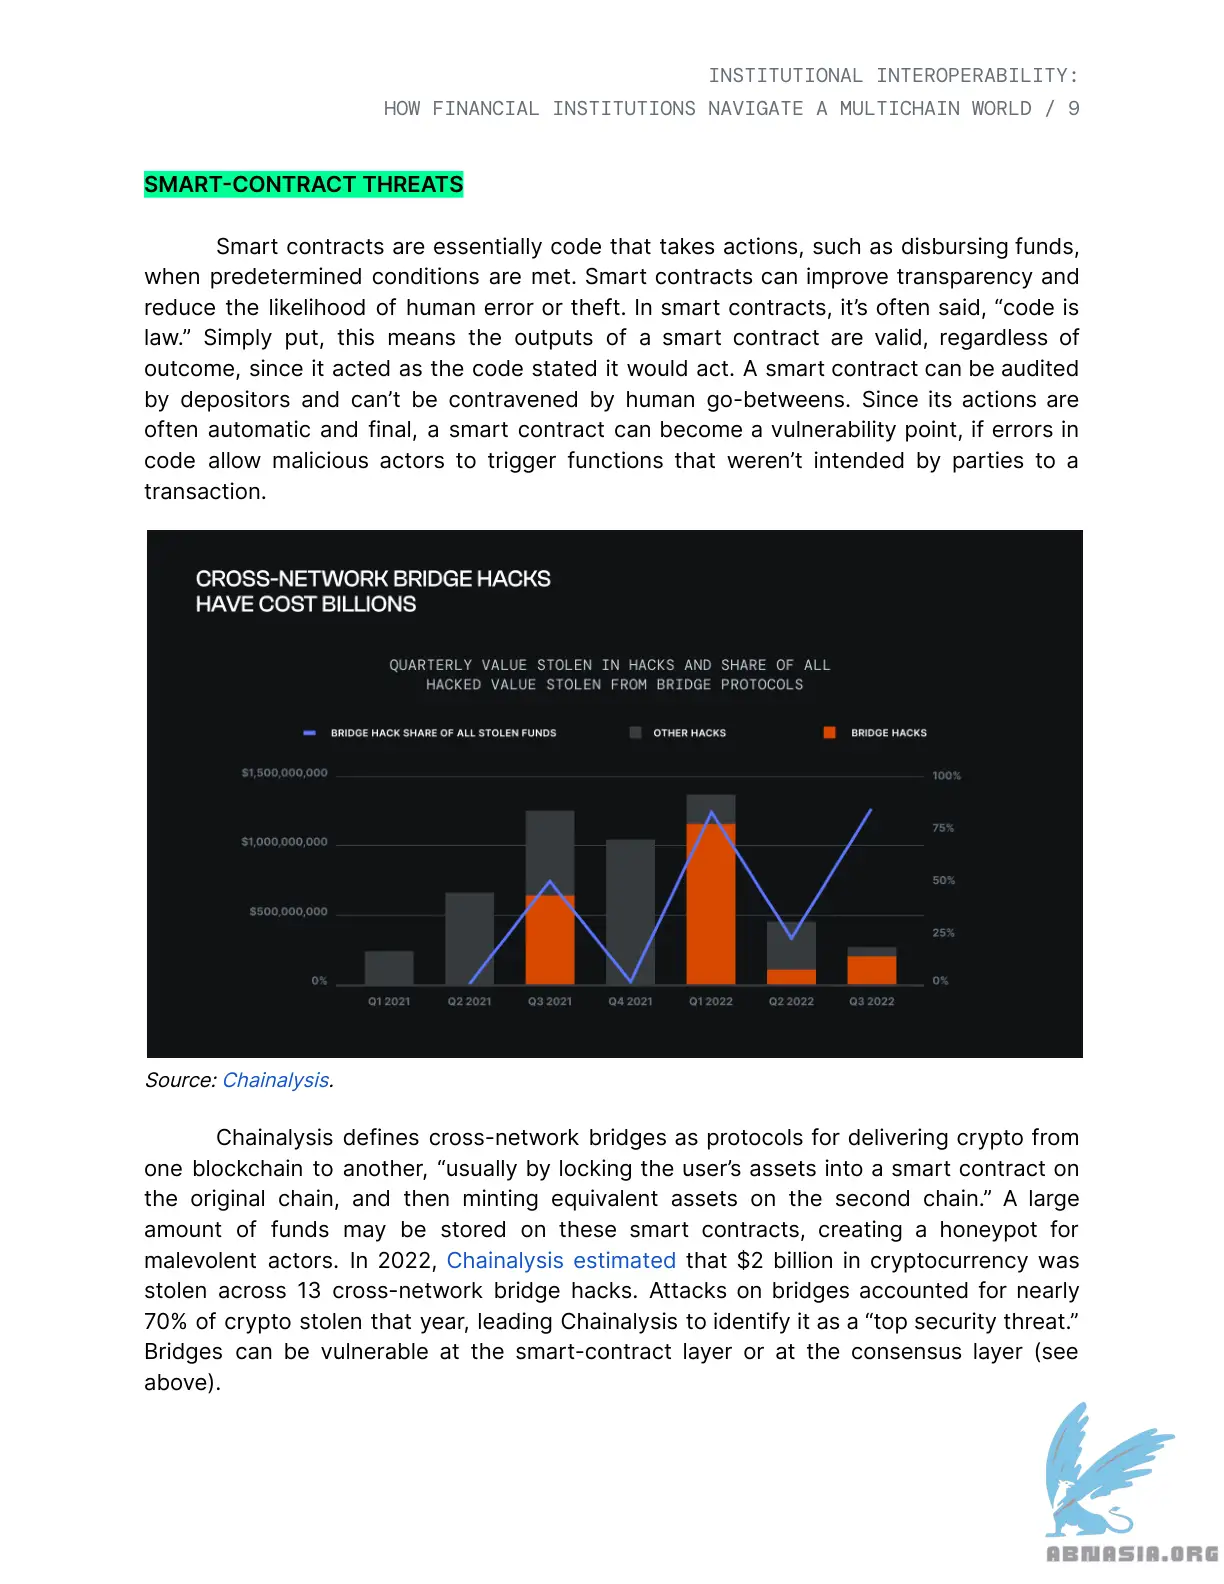 INSTITUTIONAL INTEROPERABILITY:
HOW FINANCIAL INSTITUTIONS NAVIGATE A MULTICHAIN WORLD / 9
SMART-CONTRACT THREATS
Smart contracts are essentially code that takes actions, such as disbursing funds,
when predetermined conditions are met. Smart contracts can improve transparency and
reduce the likelihood of human error or theft. In smart contracts, it’s often said, “code is
law.” Simply put, this means the outputs of a smart contract are valid, regardless of
outcome, since it acted as the code stated it would act. A smart contract can be audited
by depositors and can’t be contravened by human go-betweens. Since its actions are
often automatic and final, a smart contract can become a vulnerability point, if errors in
code allow malicious actors to trigger functions that weren’t intended by parties to a
transaction.
CROSS-NETWORK BRIDGE HACKS
HAVE COST BILLIONS
QUARTERLY VALUE STOLEN IN HACKS AND SHARE OF ALL
HACKED VALUE STOLEN FROM BRIDGE PROTOCOLS
BRIDGE HACK SHARE OF ALL STOLEN FUNDS OTHER HACKS BRIDGE HACKS
$1,500,000,000 100%
75%
$1,000,000,000
50%
$500,000,000
25%
0% 0%
Q1 2021 Q2 2021 Q3 2021 Q4 2021 Q1 2022 Q2 2022 Q3 2022
Source: Chainalysis.
Chainalysis defines cross-network bridges as protocols for delivering crypto from
one blockchain to another, “usually by locking the user’s assets into a smart contract on
the original chain, and then minting equivalent assets on the second chain.” A large
amount of funds may be stored on these smart contracts, creating a honeypot for
malevolent actors. In 2022, Chainalysis estimated that $2 billion in cryptocurrency was
stolen across 13 cross-network bridge hacks. Attacks on bridges accounted for nearly
70% of crypto stolen that year, leading Chainalysis to identify it as a “top security threat.”
Bridges can be vulnerable at the smart-contract layer or at the consensus layer (see
above).
ABNASIA.ORG